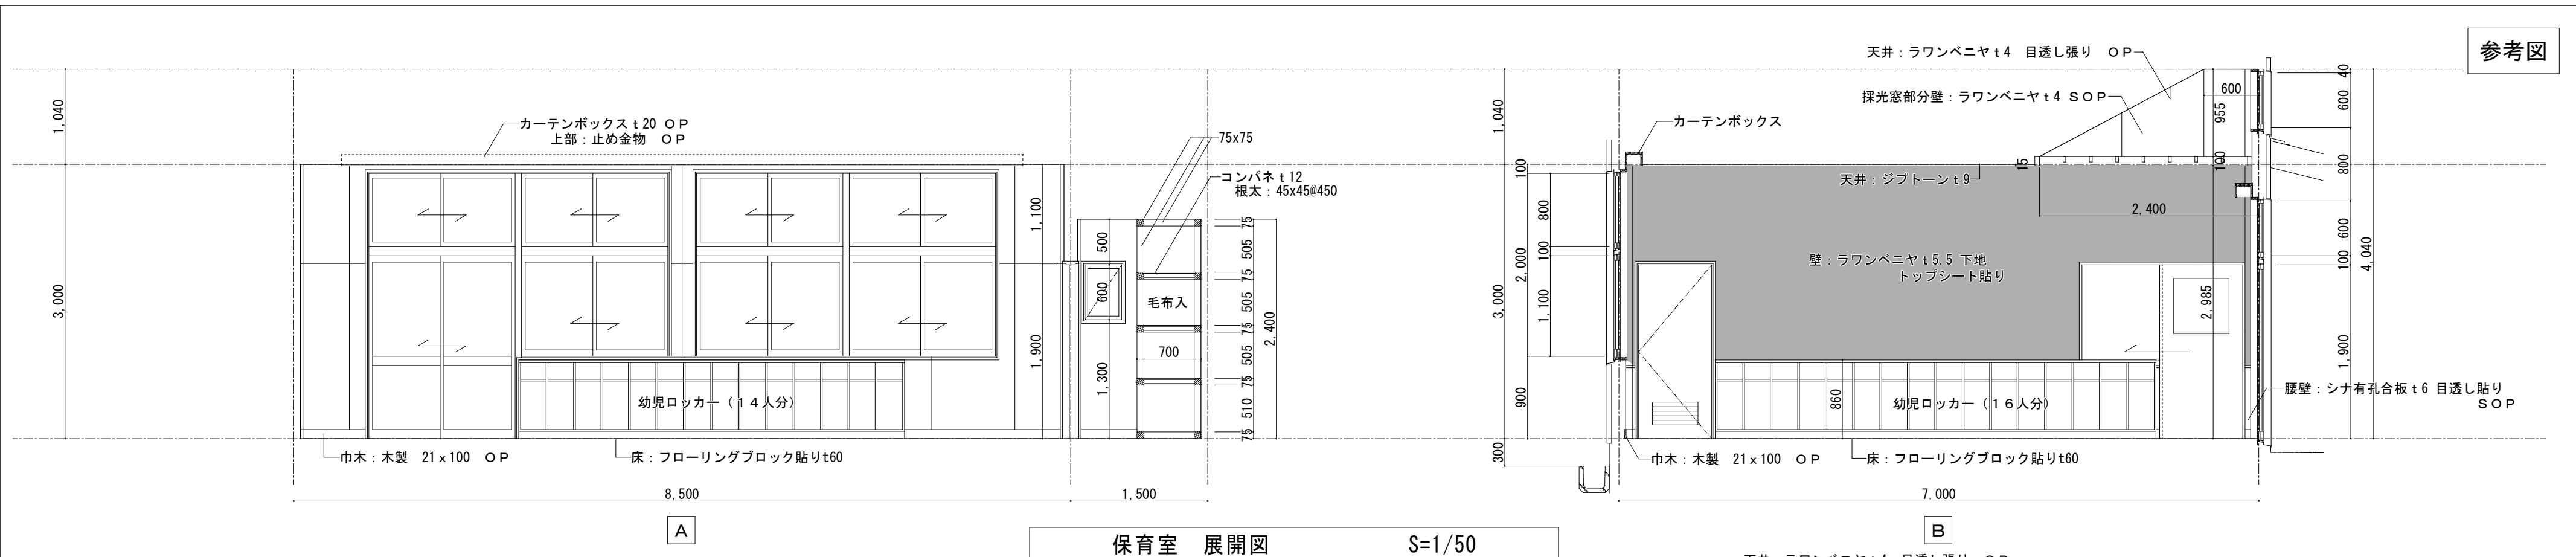 参考図
1,040
3,000
カーテンボックスｔ20 ＯＰ
上部：止め金物　ＯＰ
75x75
コンパネｔ12
根太：45x45@450
1,100
1,900
500
600
1,300
毛布入
700
75
505
75
505
75
505
75
510
75
2,400
幼児ロッカー（１４人分）
巾木：木製　21ｘ100　ＯＰ
床：フローリングブロック貼りt60
8,500
1,500
A
天井：ラワンベニヤｔ4　目透し張り　ＯＰ
採光窓部分壁：ラワンベニヤｔ4 ＳＯＰ
カーテンボックス
1,040
3,000
300
100
2,000
900
800
100
1,100
天井：ジプトーンｔ9
15
600
955
100
2,400
壁：ラワンベニヤｔ5.5 下地
トップシート貼り
2,985
860
幼児ロッカー（１６人分）
40
600
800
600
100
1,900
4,040
腰壁：シナ有孔合板ｔ6 目透し貼り
ＳＯＰ
巾木：木製　21ｘ100　ＯＰ
床：フローリングブロック貼りt60
7,000
B
保育室　展開図　S=1/50